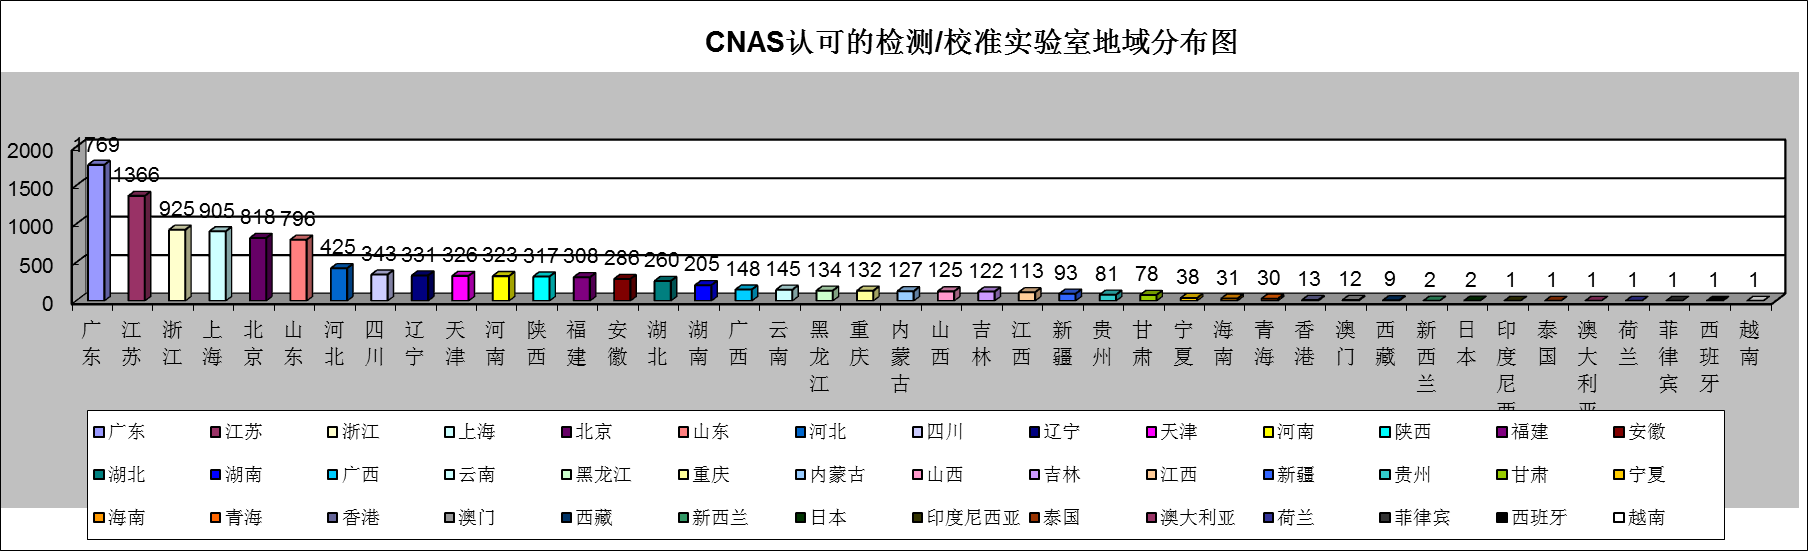 CNAS认可的检测/校准实验室地域分布图
2000
1500
1000
500
0
1769
1366
925
905
818
796
425
343
331
326
323
317
308
286
260
205
148
145
134
132
127
125
122
113
93
81
78
38
31
30
13
12
9
2
2
1
1
1
1
1
1
1
广东
江苏
浙江
上海
北京
山东
河北
四川
辽宁
天津
河南
陕西
福建
安徽
湖北
湖南
广西
云南
黑龙江
重庆
内蒙古
山西
吉林
江西
新疆
贵州
甘肃
宁夏
海南
青海
香港
澳门
西藏
新西兰
日本
印度尼西
泰国
澳大利亚
荷兰
菲律宾
西班牙
越南
广东 江苏 浙江 上海 北京 山东 河北 四川 辽宁 天津 河南 陕西 福建 安徽
湖北 湖南 广西 云南 黑龙江 重庆 内蒙古 山西 吉林 江西 新疆 贵州 甘肃 宁夏
海南 青海 香港 澳门 西藏 新西兰 日本 印度尼西亚 泰国 澳大利亚 荷兰 菲律宾 西班牙 越南